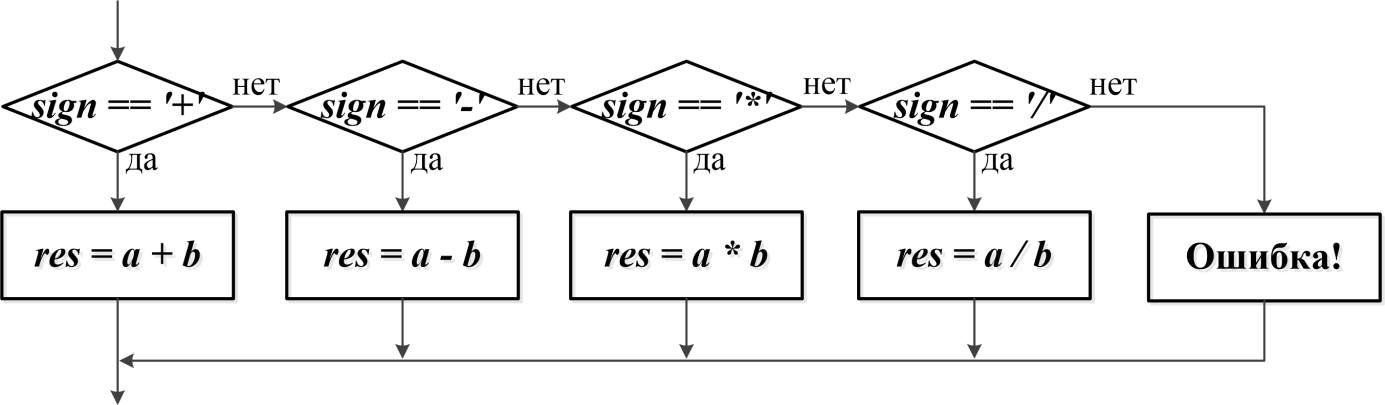 sign == '+'
нет
sign == '-'
нет
sign == '*'
нет
sign == '/'
нет
да
да
да
да
res = a + b
res = a - b
res = a * b
res = a / b
Ошибка!